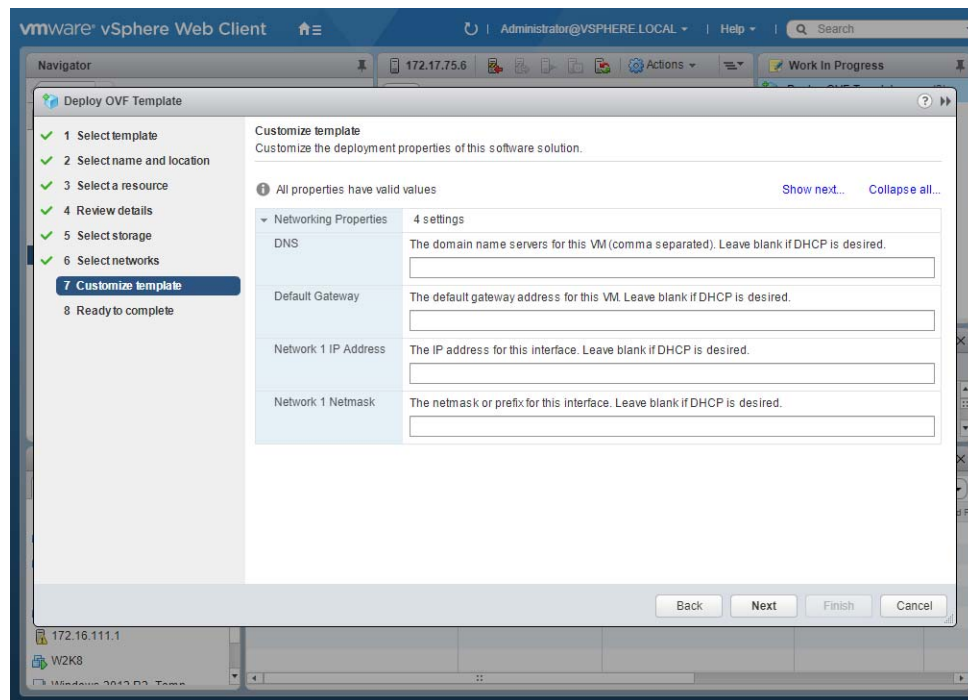 vmware® vSphere Web Client
Administrator@VSPHERE.LOCAL
Help
Search
Navigator
172.17.75.6
Actions
Work In Progress
Deploy OVF Template
1 Select template
2 Select name and location
3 Select a resource
4 Review details
5 Select storage
6 Select networks
7 Customize template
8 Ready to complete
Customize template
Customize the deployment properties of this software solution.
All properties have valid values
Show next...
Collapse all...
Networking Properties
4 settings
DNS
The domain name servers for this VM (comma separated). Leave blank if DHCP is desired.
Default Gateway
The default gateway address for this VM. Leave blank if DHCP is desired.
Network 1 IP Address
The IP address for this interface. Leave blank if DHCP is desired.
Network 1 Netmask
The netmask or prefix for this interface. Leave blank if DHCP is desired.
Back
Next
Finish
Cancel
172.16.111.1
W2K8